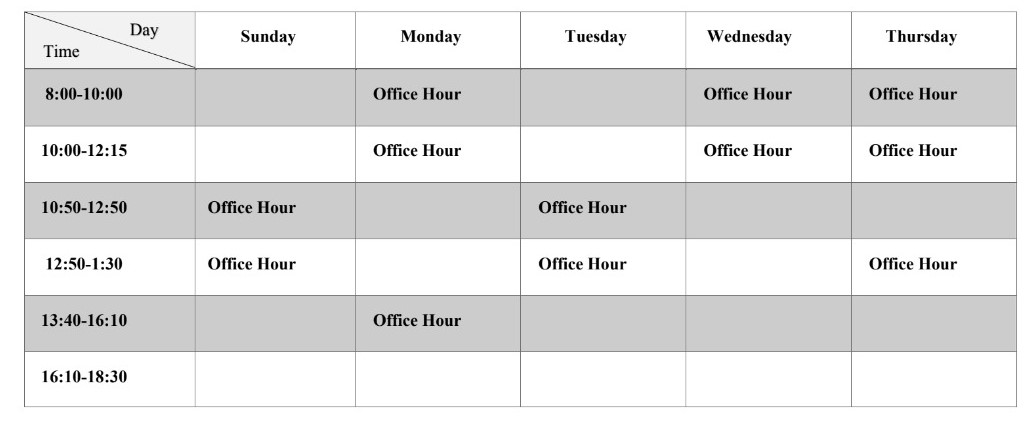 Day
Time Sunday Monday Tuesday Wednesday Thursday
8:00-10:00 Office Hour Office Hour Office Hour
10:00-12:15 Office Hour Office Hour Office Hour
10:50-12:50 Office Hour Office Hour
12:50-1:30 Office Hour Office Hour Office Hour
13:40-16:10 Office Hour
16:10-18:30